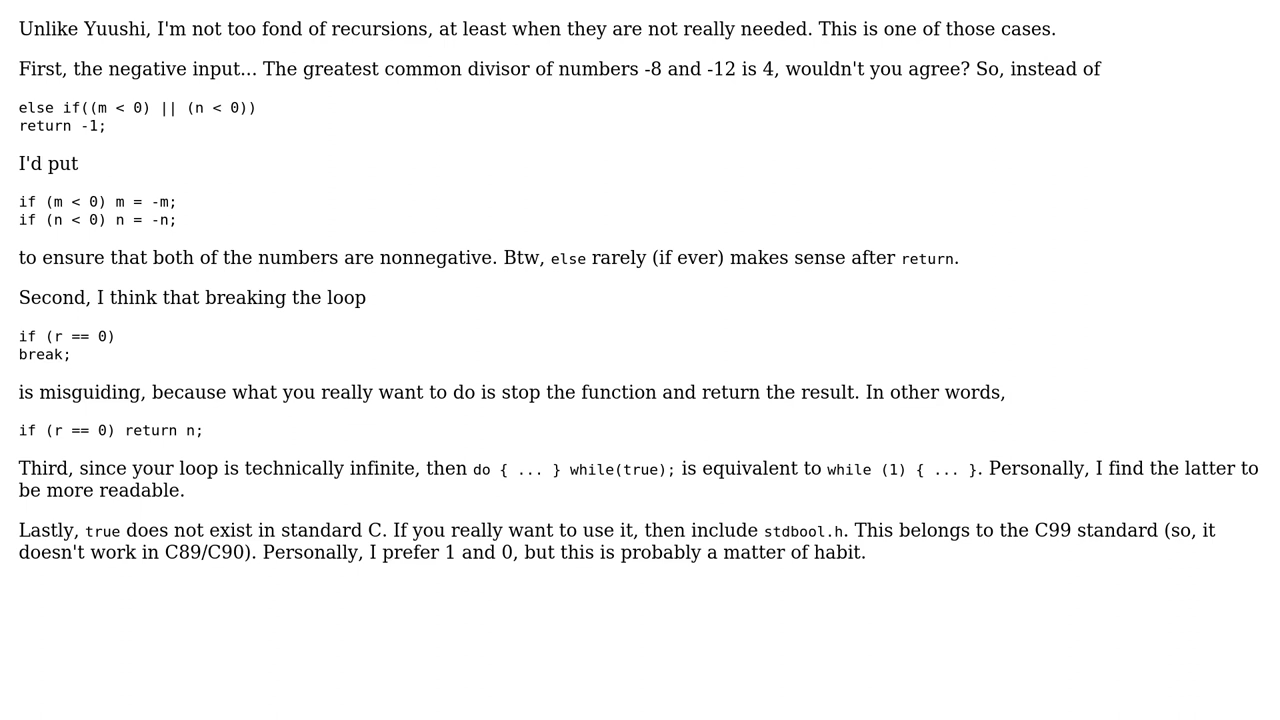 Unlike Yuushi, I'm not too fond of recursions, at least when they are not really needed. This is one of those cases.
First, the negative input... The greatest common divisor of numbers -8 and -12 is 4, wouldn't you agree? So, instead of
else if((m < 0) || (n < 0))
return -1;
I'd put
if (m < 0) m = -m;
if (n < 0) n = -n;
to ensure that both of the numbers are nonnegative. Btw, else rarely (if ever) makes sense after return.
Second, I think that breaking the loop
if (r == 0)
break;
is misguiding, because what you really want to do is stop the function and return the result. In other words,
if (r == 0) return n;
Third, since your loop is technically infinite, then do { ... } while(true); is equivalent to while (1) { ... }. Personally, I find the latter to
be more readable.
Lastly, true does not exist in standard C. If you really want to use it, then include stdbool.h. This belongs to the C99 standard (so, it
doesn't work in C89/C90). Personally, I prefer 1 and 0, but this is probably a matter of habit.